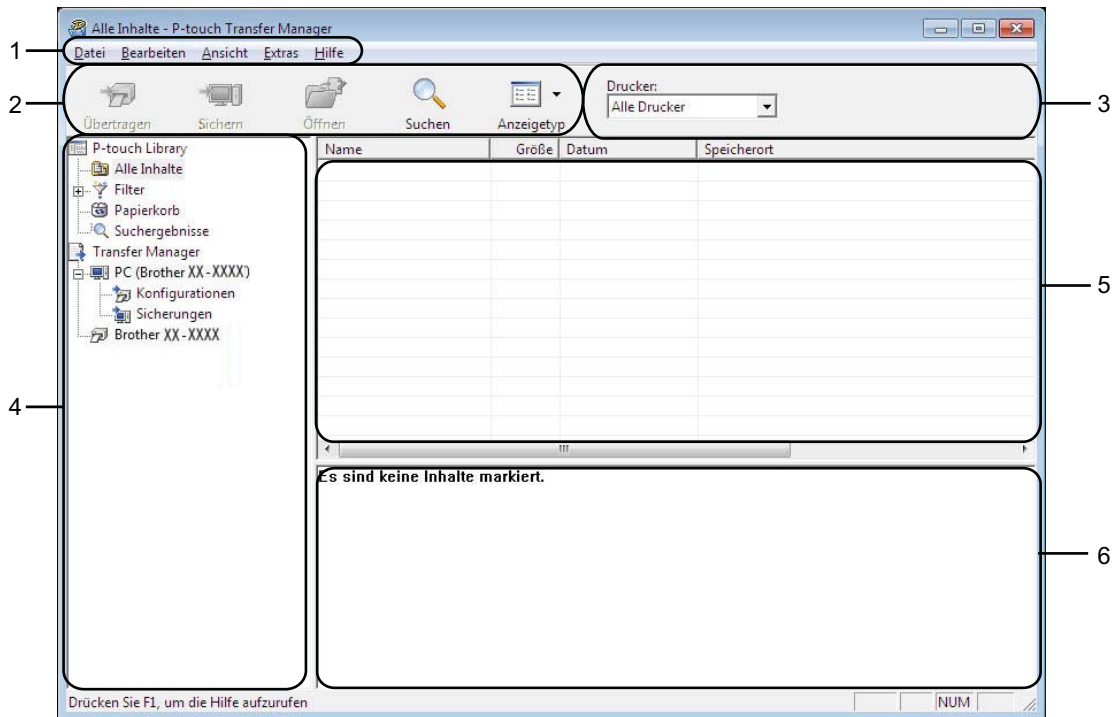 Alle Inhalte - P-touch Transfer Manager
1
Datei Bearbeiten Ansicht Extras Hilfe
2
Übertragen Sichern Öffnen Suchen Anzeigetyp
Drucker:
Alle Drucker
3
P-touch Library
Alle Inhalte
Filter
Papierkorb
Suchergebnisse
Transfer Manager
PC (Brother XX-XXXX)
Konfigurationen
Sicherungen
Brother XX-XXXX
4
Name Größe Datum Speicherort
5
Es sind keine Inhalte markiert.
6
Drücken Sie F1, um die Hilfe aufzurufen
NUM